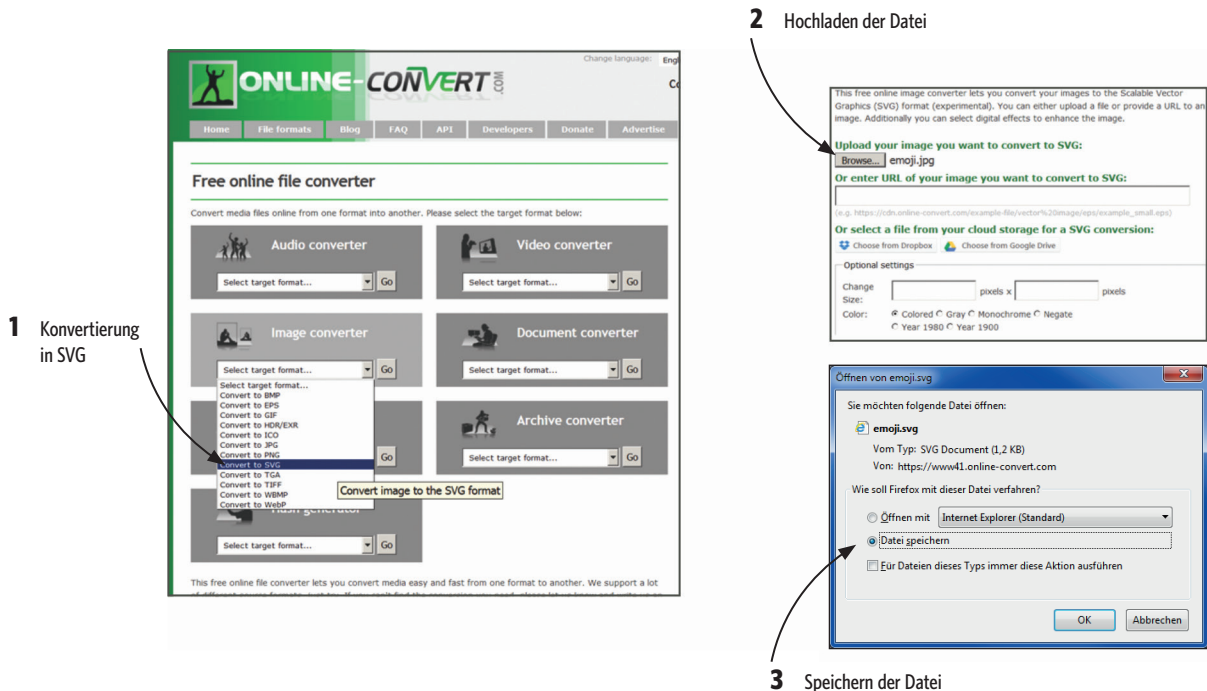 2 Hochladen der Datei
ONLINE-CONVERT.COM
Change language:
Home File formats Blog FAQ API Developers Donate Advertise
Free online file converter
Convert media files online from one format into another. Please select the target format below:
Audio converter
Select target format... Go
Video converter
Select target format... Go
1 Konvertierung
in SVG
Image converter
Select target format... Go
Select target format...
Convert to BMP
Convert to EPS
Convert to GIF
Convert to HDR/EXR
Convert to ICO
Convert to JPG
Convert to PNG
Convert to SVG
Convert to TGA
Convert to TIFF
Convert to WBMP
Convert to WebP
Convert image to the SVG format
Document converter
Select target format... Go
Go
Archive converter
Select target format... Go
Hash generator
Select target format... Go
This free online file converter lets you convert media easy and fast from one format to another. We support a lot
This free online image converter lets you convert your images to the Scalable Vector
Graphics (SVG) format (experimental). You can either upload a file or provide a URL to an
image. Additionally you can select digital effects to enhance the image.
Upload your image you want to convert to SVG:
Browse... emoji.jpg
Or enter URL of your image you want to convert to SVG:
(e.g. https://cdn.online-convert.com/example-file/vector%20image/eps/example_small.eps)
Or select a file from your cloud storage for a SVG conversion:
Choose from Dropbox Choose from Google Drive
Optional settings
Change
Size: pixels x pixels
Color: Colored Gray Monochrome Negate
Year 1980 Year 1900
Öffnen von emoji.svg
Sie möchten folgende Datei öffnen:
emoji.svg
Vom Typ: SVG Document (1,2 KB)
Von: https://www41.online-convert.com
Wie soll Firefox mit dieser Datei verfahren?
Öffnen mit Internet Explorer (Standard)
Datei speichern
Für Dateien dieses Typs immer diese Aktion ausführen
OK Abbrechen
3 Speichern der Datei